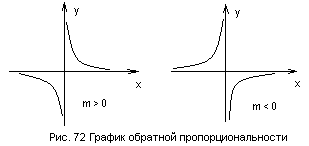 y y
x x
m > 0 m < 0
Рис. 72 График обратной пропорциональности